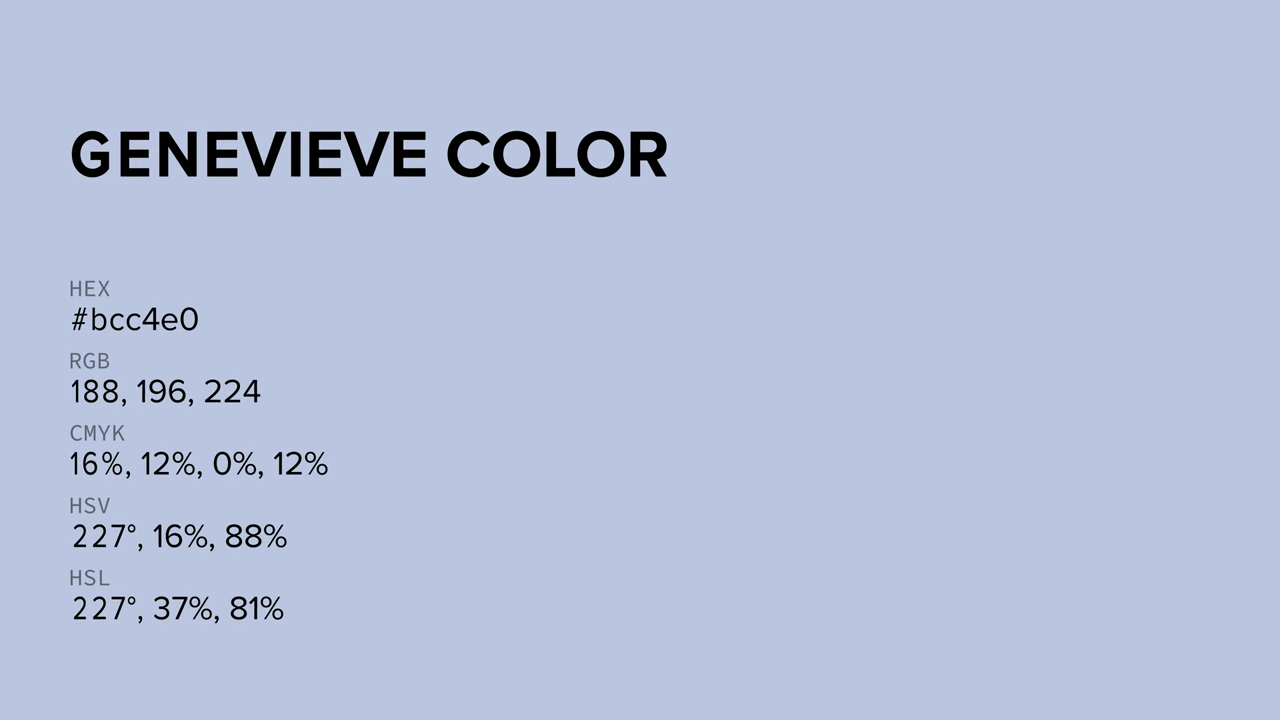 GENEVIEVE COLOR
HEX
#bcc4e0
RGB
188, 196, 224
CMYK
16%, 12%, 0%, 12%
HSV
227°, 16%, 88%
HSL
227°, 37%, 81%